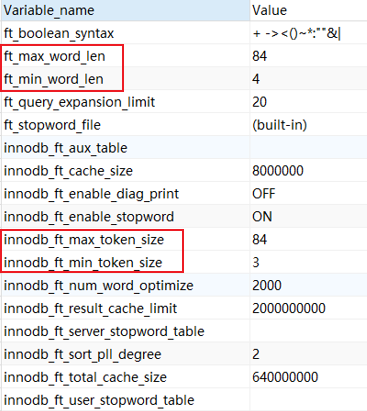 Variable_name Value
ft_boolean_syntax + -><()~*:""&|
ft_max_word_len 84
ft_min_word_len 4
ft_query_expansion_limit 20
ft_stopword_file (built-in)
innodb_ft_aux_table
innodb_ft_cache_size 8000000
innodb_ft_enable_diag_print OFF
innodb_ft_enable_stopword ON
innodb_ft_max_token_size 84
innodb_ft_min_token_size 3
innodb_ft_num_word_optimize 2000
innodb_ft_result_cache_limit 2000000000
innodb_ft_server_stopword_table
innodb_ft_sort_pll_degree 2
innodb_ft_total_cache_size 640000000
innodb_ft_user_stopword_table